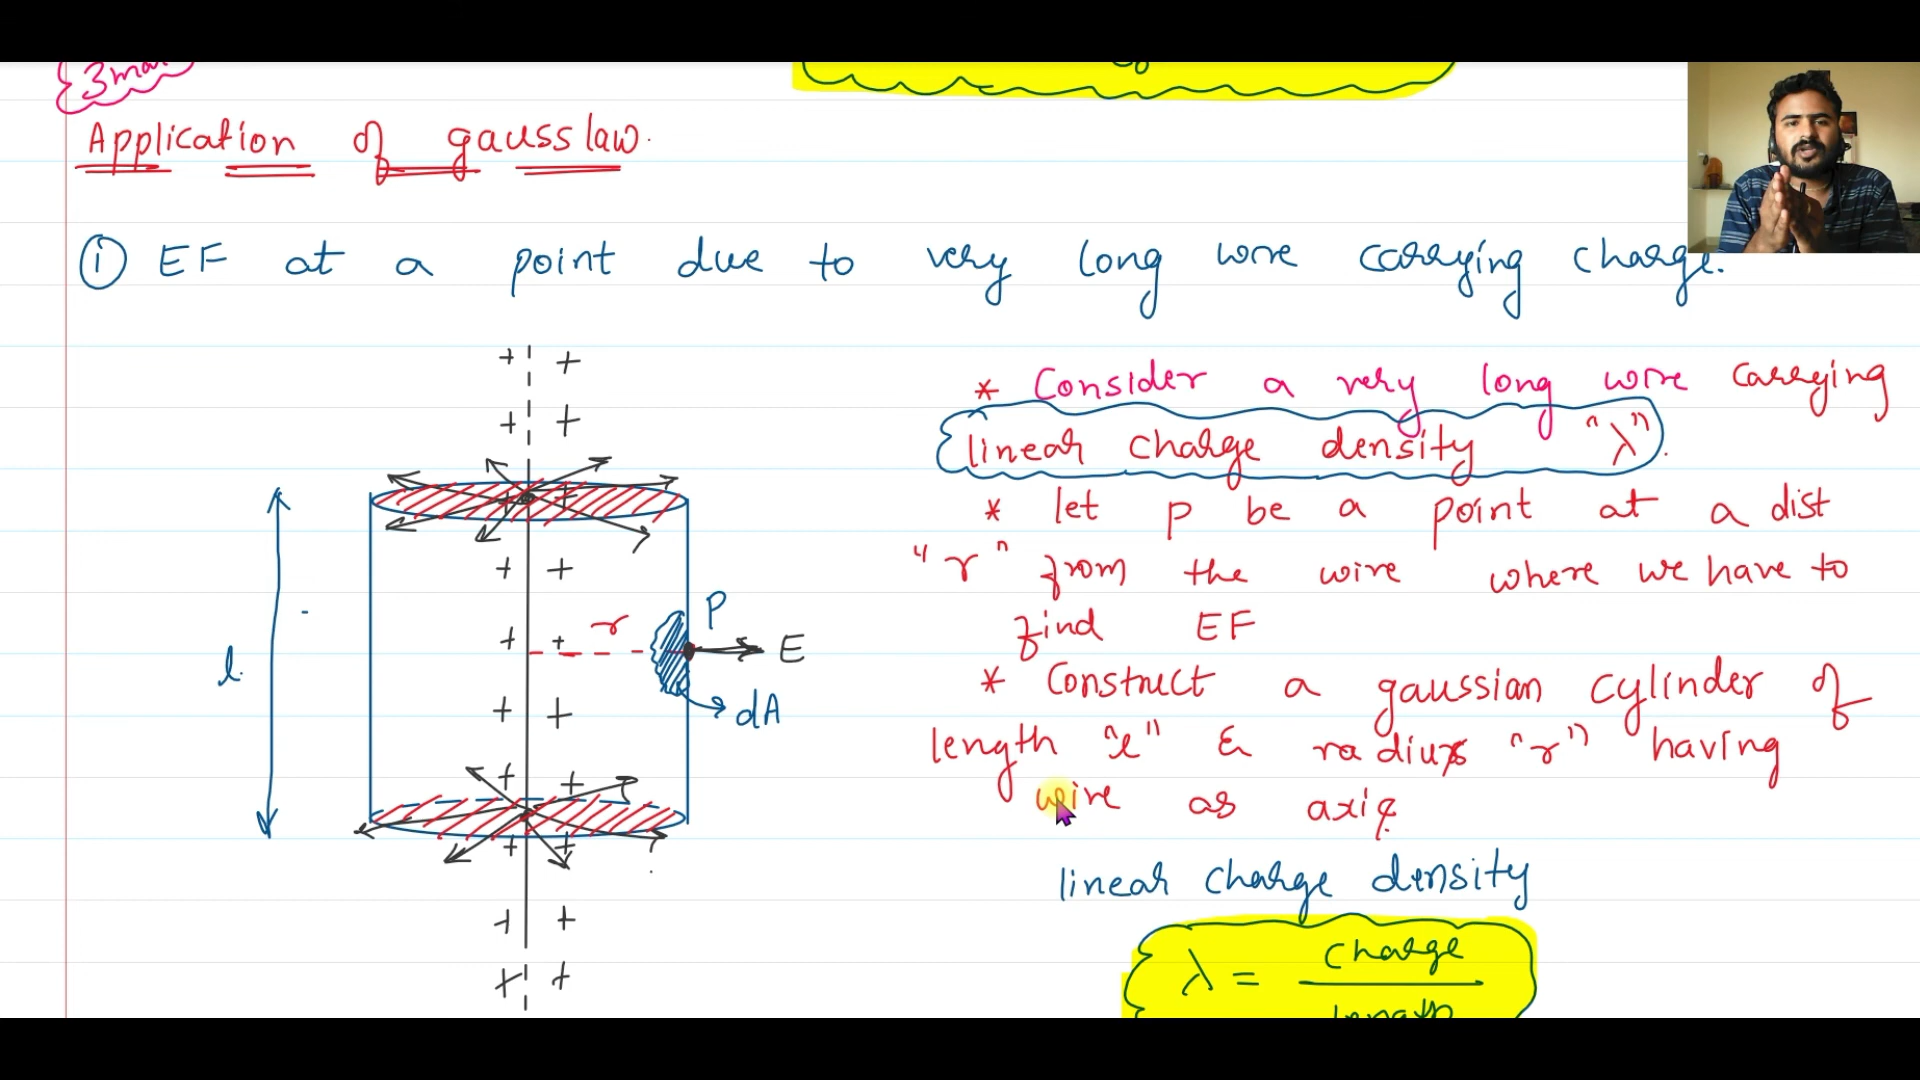 Application of gauss law.
(i) EF at a point due to very long wire carrying charge.
* Consider a very long wire carrying
linear charge density "λ".
* let p be a point at a dist
"r" from the wire where we have to
find EF
* Construct a gaussian cylinder of
length "l" & radius "r" having
wire as axis
linear charge density
λ = charge
length
l
r
P
E
dA